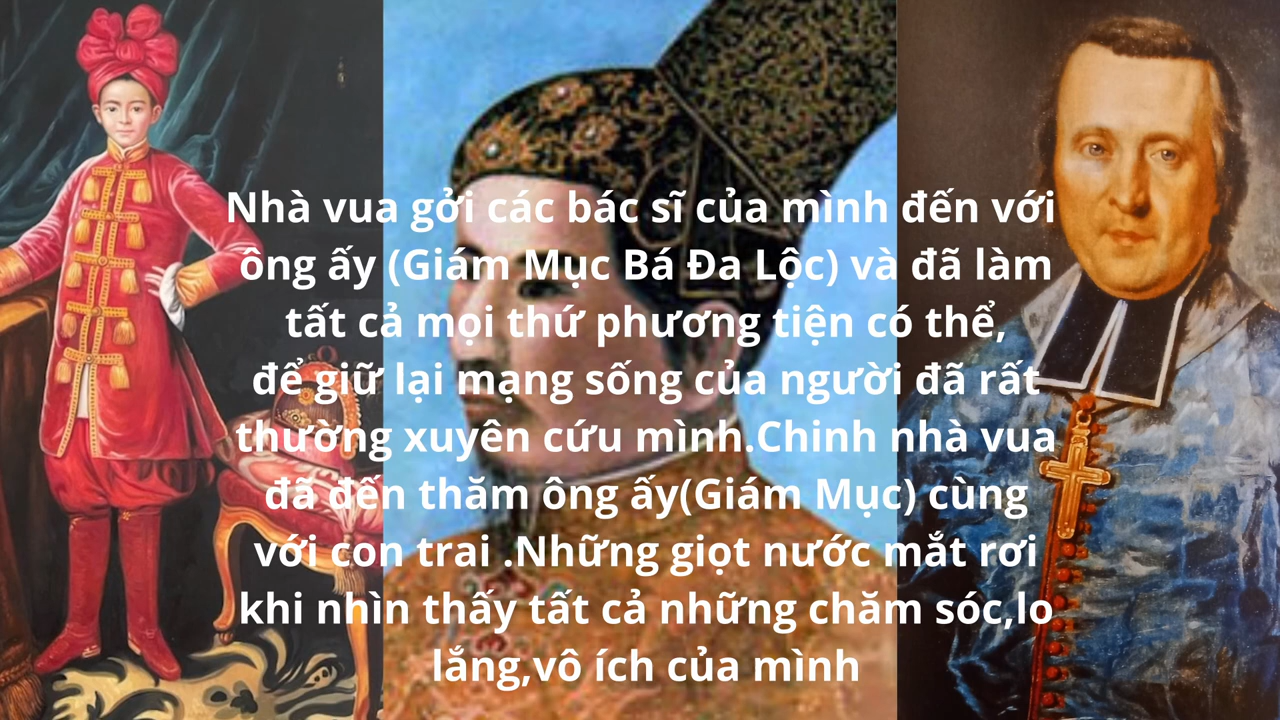 Nhà vua gởi các bác sĩ của mình đến với
ông ấy (Giám Mục Bá Đa Lộc) và đã làm
tất cả mọi thứ phương tiện có thể,
để giữ lại mạng sống của người đã rất
thường xuyên cứu mình.Chinh nhà vua
đã đến thăm ông ấy(Giám Mục) cùng
với con trai .Những giọt nước mắt rơi
khi nhìn thấy tất cả những chăm sóc,lo
lắng,vô ích của mình